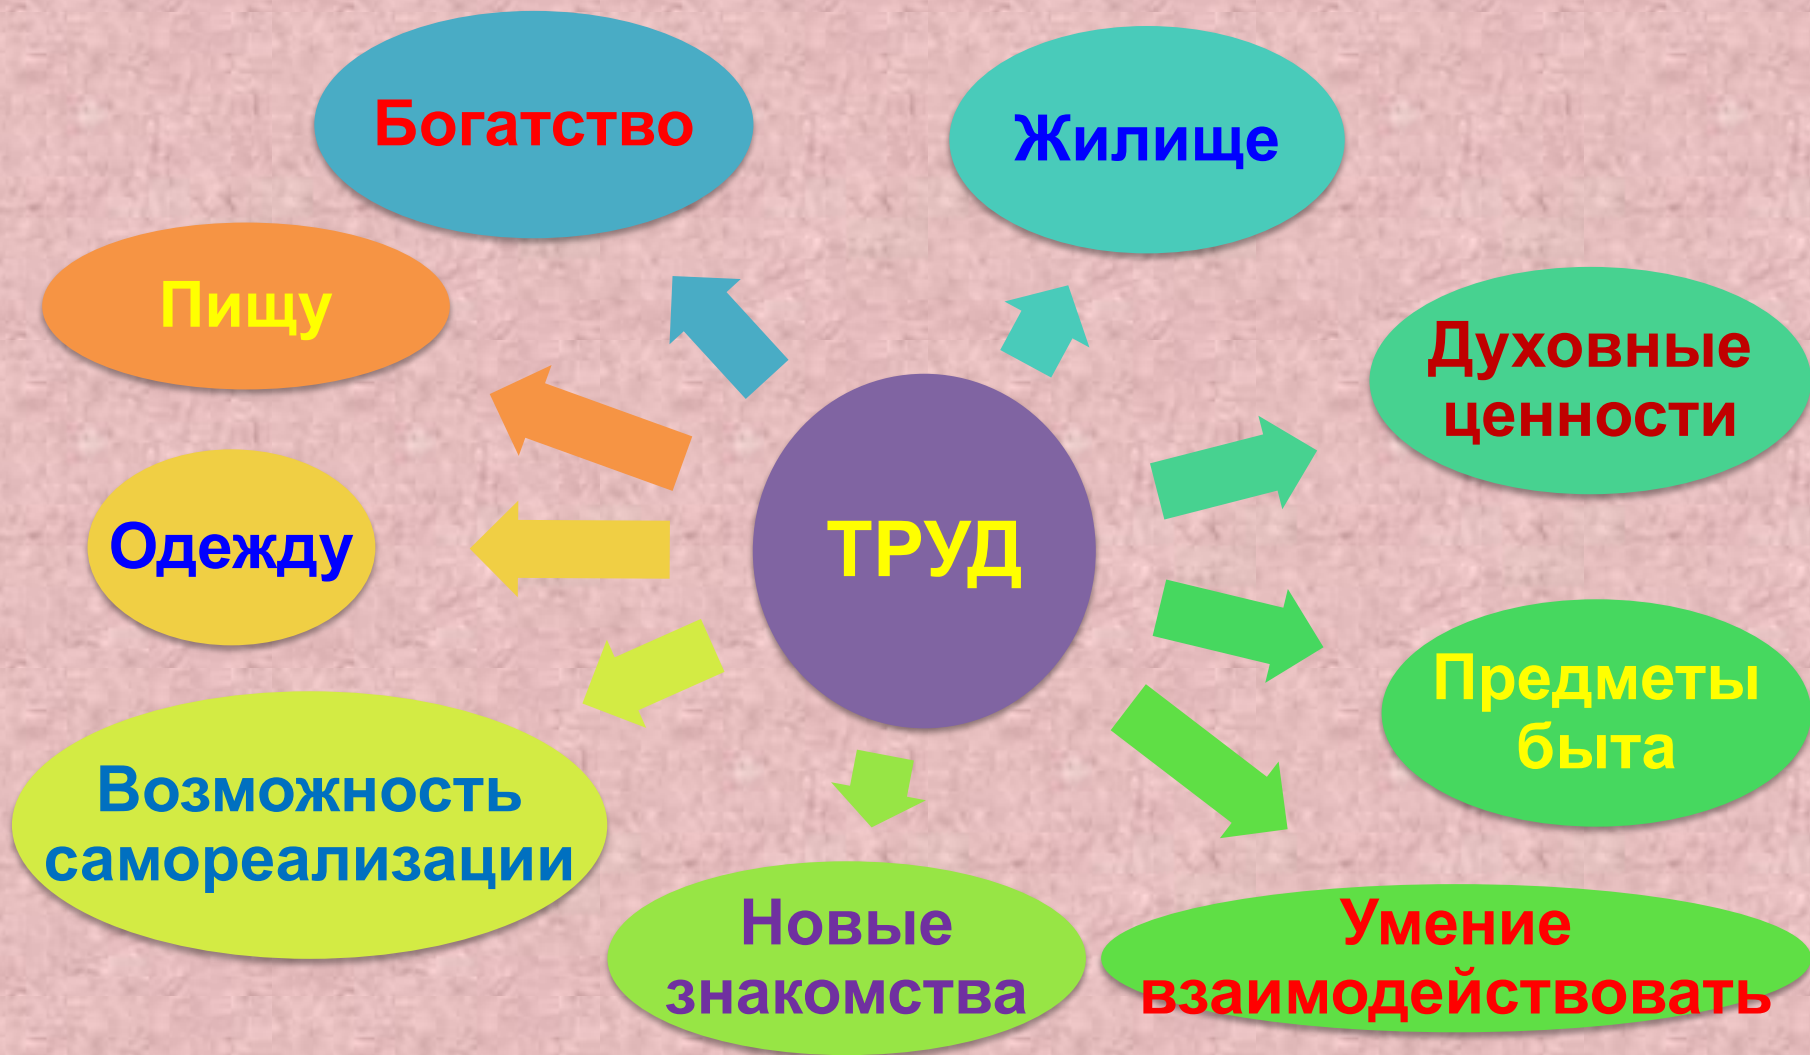 Богатство
Жилище
Пищу
Духовные
ценности
Одежду
ТРУД
Предметы
быта
Возможность
самореализации
Новые
знакомства
Умение
взаимодействовать